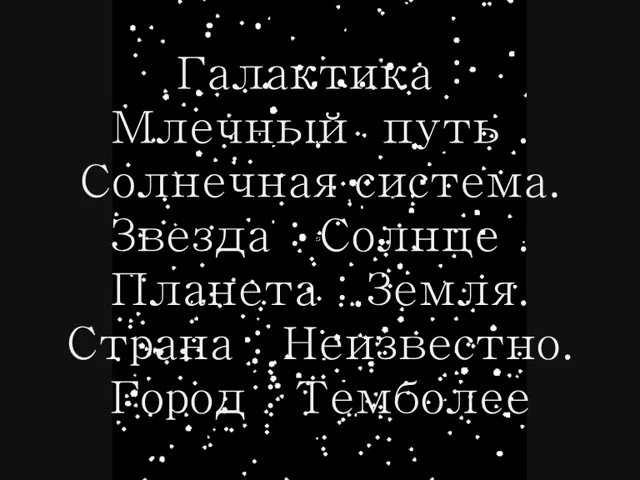 Галактика :
Млечный путь .
Солнечная система.
Звезда : Солнце .
Планета : Земля.
Страна : Неизвестно.
Город : Темболее